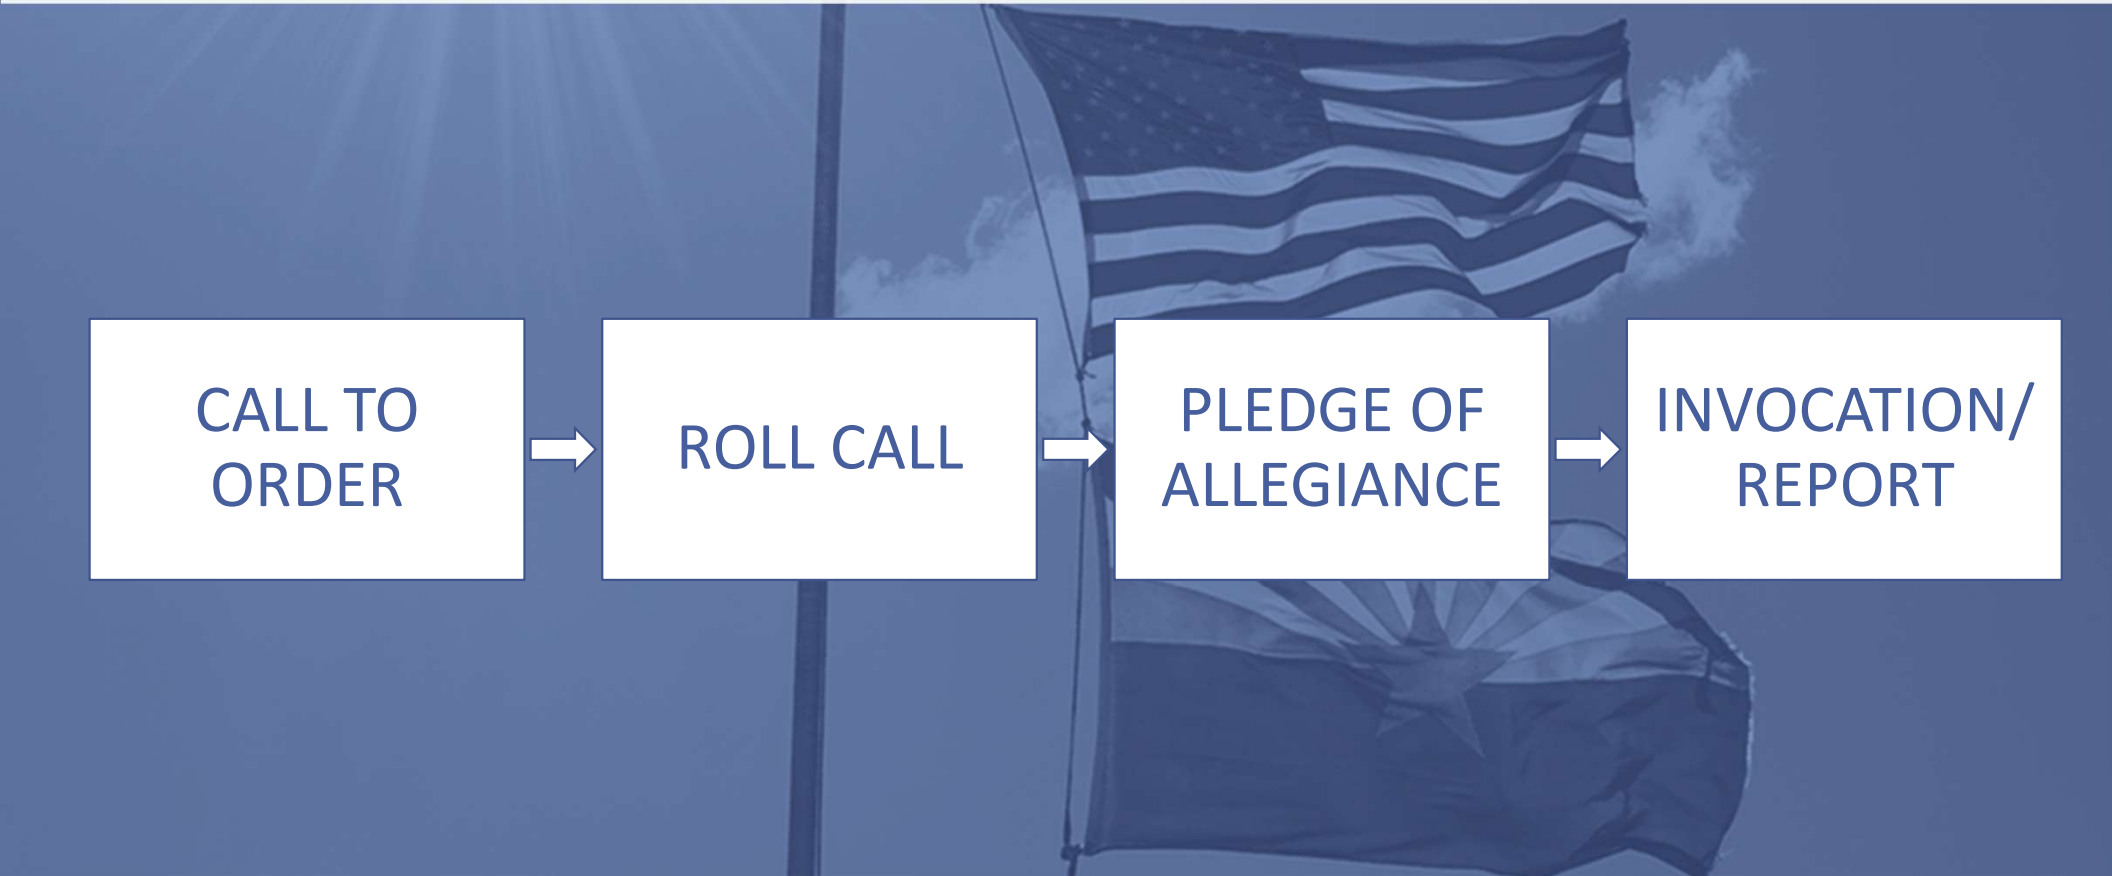 CALL TO
ORDER
ROLL CALL
PLEDGE OF
ALLEGIANCE
INVOCATION/
REPORT